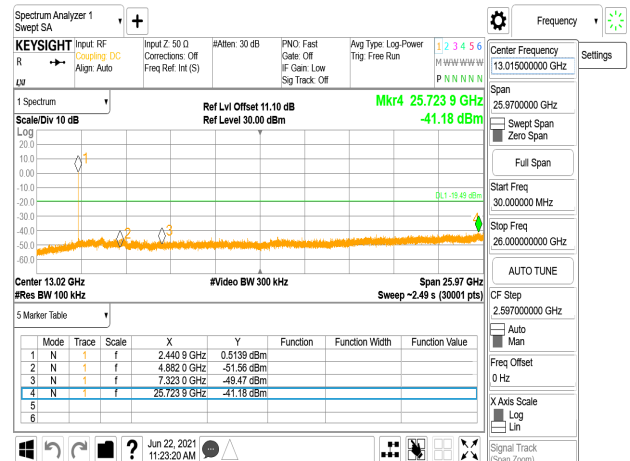 Spectrum Analyzer 1
Swept SA
Frequency
KEYSIGHT
R
Input: RF
Coupling: DC
Align: Auto
Input Z: 50 Ω
Corrections: Off
Freq Ref: Int (S)
#Atten: 30 dB
PNO: Fast
Gate: Off
IF Gain: Low
Sig Track: Off
Avg Type: Log-Power
Trig: Free Run
1 2 3 4 5 6
M W W W W W
P N N N N N
1 Spectrum
Scale/Div 10 dB
Ref Lvl Offset 11.10 dB
Ref Level 30.00 dBm
Mkr4 25.723 9 GHz
-41.18 dBm
Log
20.0
10.0
0.00
-10.0
-20.0
-30.0
-40.0
-50.0
-60.0
1
2
3
4
DL1 -19.49 dBm
Center 13.02 GHz
#Res BW 100 kHz
#Video BW 300 kHz
Span 25.97 GHz
Sweep ~2.49 s (30001 pts)
5 Marker Table
Mode Trace Scale X Y Function Function Width Function Value
1 N 1 f 2.440 9 GHz 0.5139 dBm
2 N 1 f 4.882 0 GHz -51.56 dBm
3 N 1 f 7.323 0 GHz -49.47 dBm
4 N 1 f 25.723 9 GHz -41.18 dBm
5
6
?
Jun 22, 2021
11:23:20 AM
Center Frequency
13.015000000 GHz
Settings
Span
25.9700000 GHz
Swept Span
Zero Span
Full Span
Start Freq
30.000000 MHz
Stop Freq
26.000000000 GHz
AUTO TUNE
CF Step
2.597000000 GHz
Auto
Man
Freq Offset
0 Hz
X Axis Scale
Log
Lin
Signal Track
(Span Zoom)